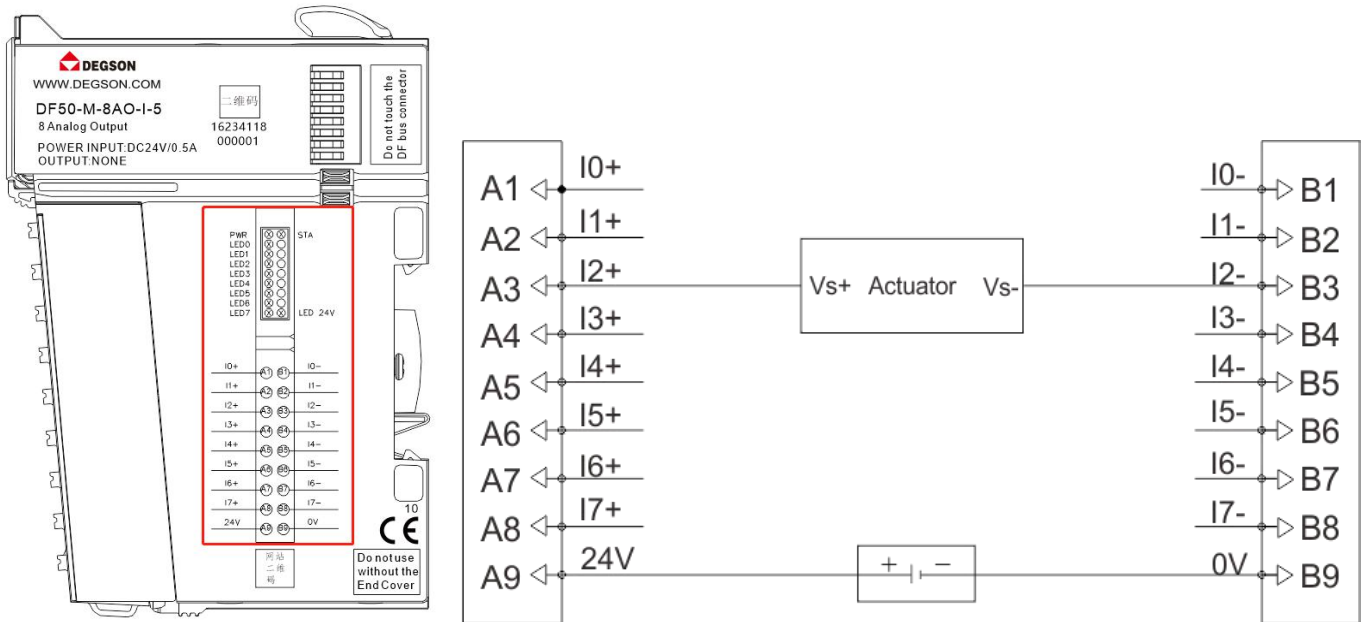 DEGSON
WWW.DEGSON.COM
DF50-M-8AO-I-5
8 Analog Output
POWER INPUT:DC24V/0.5A
OUTPUT:NONE
二维码
16234118
000001
Do not touch the
DF bus connector
PWR STA
LED0
LED1
LED2
LED3
LED4
LED5
LED6
LED7 LED 24V
I0+ A1 B1 I0-
I1+ A2 B2 I1-
I2+ A3 B3 I2-
I3+ A4 B4 I3-
I4+ A5 B5 I4-
I5+ A6 B6 I5-
I6+ A7 B7 I6-
I7+ A8 B8 I7-
24V A9 B9 0V
网站
二维
码
10
CE
Do not use
without the
End Cover
A1 I0+ I0- B1
A2 I1+ I1- B2
A3 I2+ Vs+ Actuator Vs- I2- B3
A4 I3+ I3- B4
A5 I4+ I4- B5
A6 I5+ I5- B6
A7 I6+ I6- B7
A8 I7+ I7- B8
A9 24V + - 0V B9